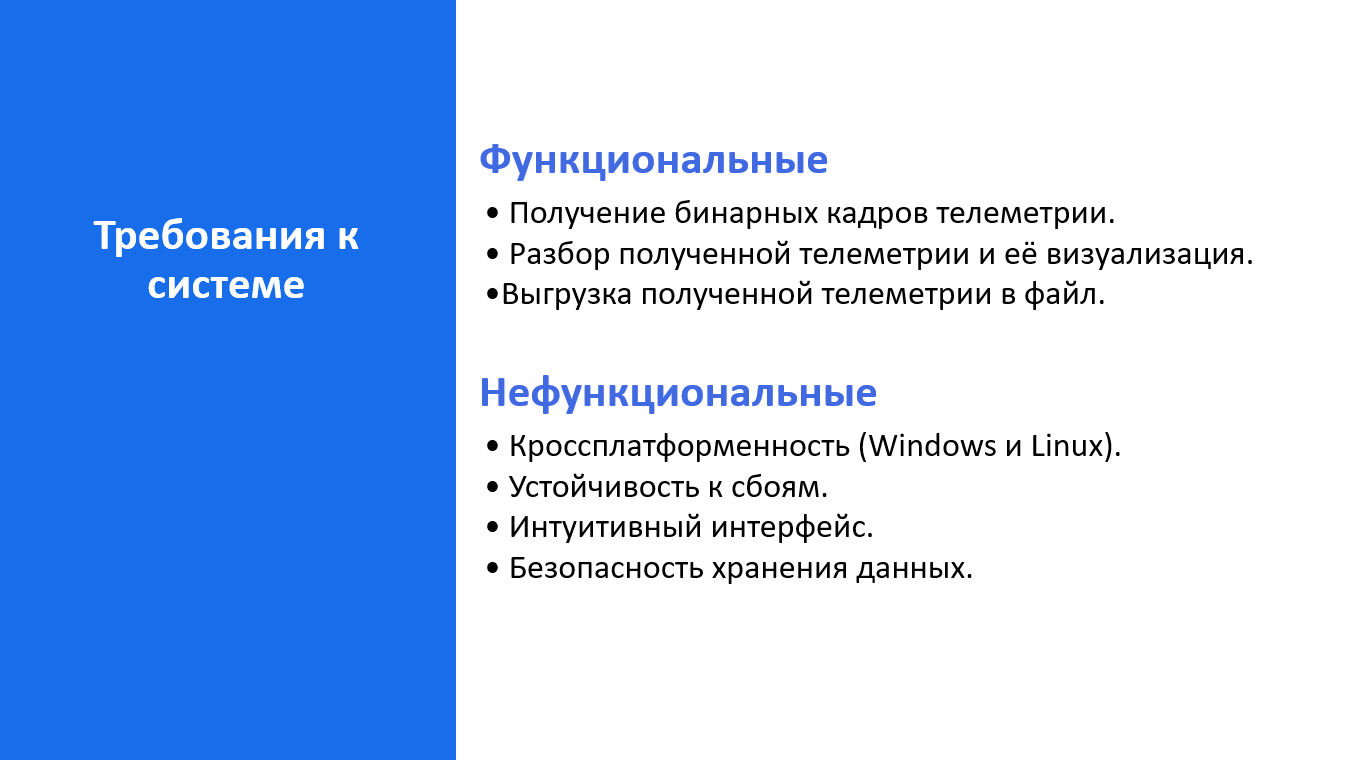 Требования к
системе
Функциональные
• Получение бинарных кадров телеметрии.
• Разбор полученной телеметрии и её визуализация.
•Выгрузка полученной телеметрии в файл.
Нефункциональные
• Кроссплатформенность (Windows и Linux).
• Устойчивость к сбоям.
• Интуитивный интерфейс.
• Безопасность хранения данных.